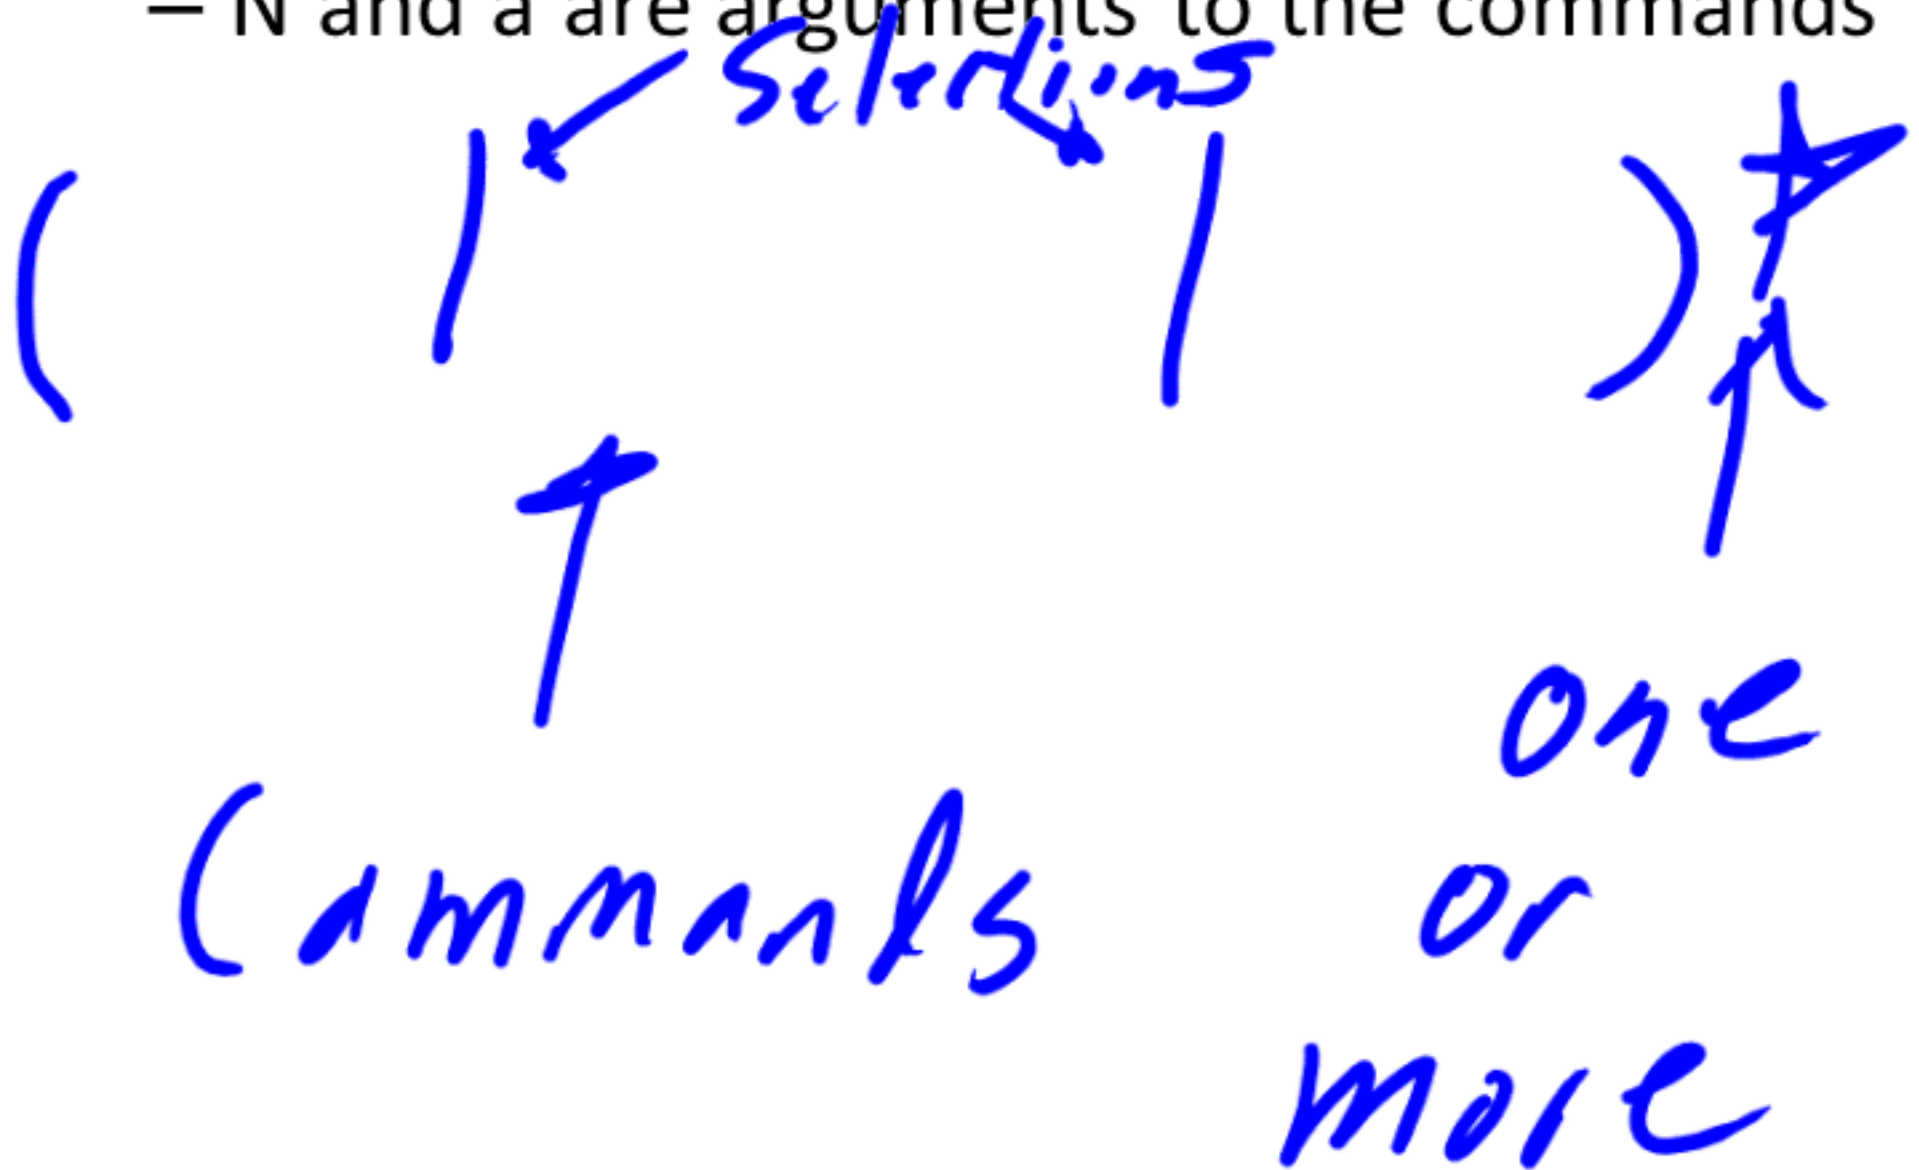 – N and a are arguments to the commands
Selections
( | | )*
Commands
one
or
more